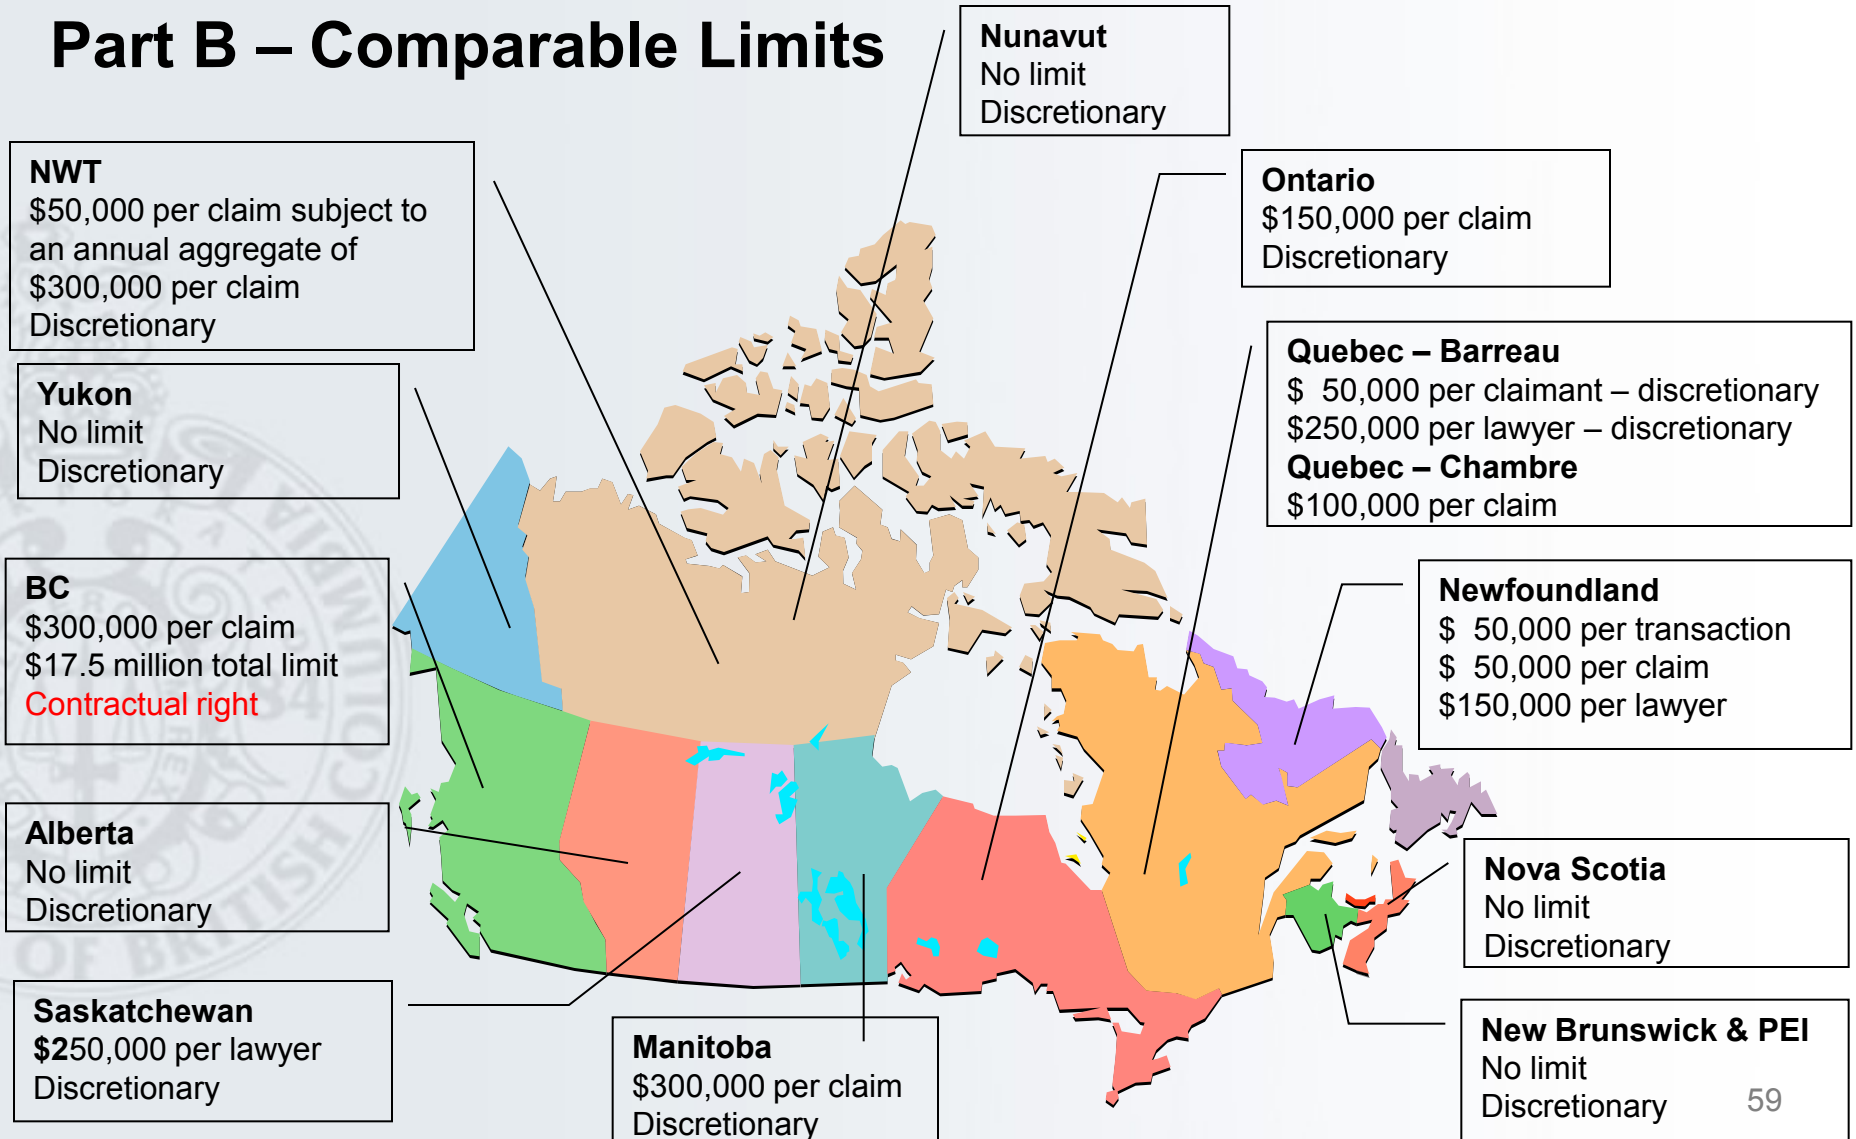 Part B – Comparable Limits
Nunavut
No limit
Discretionary
NWT
$50,000 per claim subject to
an annual aggregate of
$300,000 per claim
Discretionary
Ontario
$150,000 per claim
Discretionary
Yukon
No limit
Discretionary
Quebec – Barreau
$ 50,000 per claimant – discretionary
$250,000 per lawyer – discretionary
Quebec – Chambre
$100,000 per claim
BC
$300,000 per claim
$17.5 million total limit
Contractual right
Newfoundland
$ 50,000 per transaction
$ 50,000 per claim
$150,000 per lawyer
Alberta
No limit
Discretionary
Nova Scotia
No limit
Discretionary
Saskatchewan
$250,000 per lawyer
Discretionary
Manitoba
$300,000 per claim
Discretionary
New Brunswick & PEI
No limit
Discretionary
59
OF BRITISH COLUM